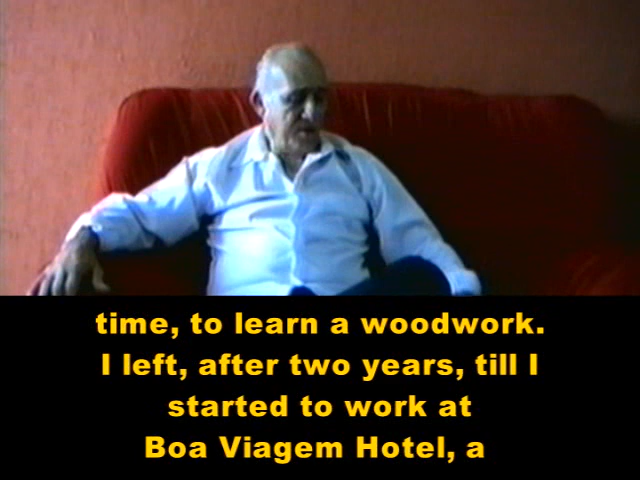 time, to learn a woodwork.
I left, after two years, till I
started to work at
Boa Viagem Hotel, a